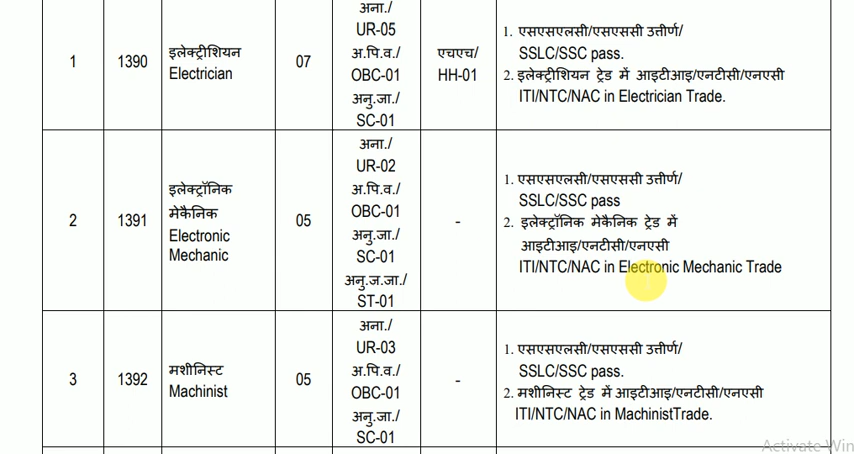 1
1390
इलेक्ट्रीशियन
Electrician
07
अना./
UR-05
अ.पि.व./
OBC-01
अनु.जा./
SC-01
एचएच/
HH-01
1. एसएसएलसी/एसएससी उत्तीर्ण/
SSLC/SSC pass.
2. इलेक्ट्रीशियन ट्रेड में आइटीआइ/एनटीसी/एनएसी
ITI/NTC/NAC in Electrician Trade.
2
1391
इलेक्ट्रॉनिक
मेकैनिक
Electronic
Mechanic
05
अना./
UR-02
अ.पि.व./
OBC-01
अनु.जा./
SC-01
अनु.ज.जा./
ST-01
-
1. एसएसएलसी/एसएससी उत्तीर्ण/
SSLC/SSC pass
2. इलेक्ट्रॉनिक मेकैनिक ट्रेड में
आइटीआइ/एनटीसी/एनएसी
ITI/NTC/NAC in Electronic Mechanic Trade
3
1392
मशीनिस्ट
Machinist
05
अना./
UR-03
अ.पि.व./
OBC-01
अनु.जा./
SC-01
-
1. एसएसएलसी/एसएससी उत्तीर्ण/
SSLC/SSC pass.
2. मशीनिस्ट ट्रेड में आइटीआइ/एनटीसी/एनएसी
ITI/NTC/NAC in MachinistTrade.
Activate Win